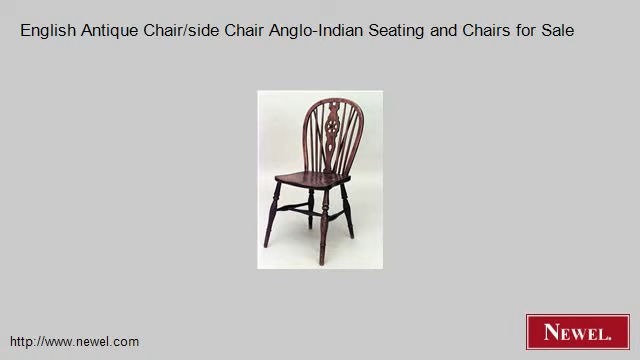 English Antique Chair/side Chair Anglo-Indian Seating and Chairs for Sale
http://www.newel.com
NEWEL.